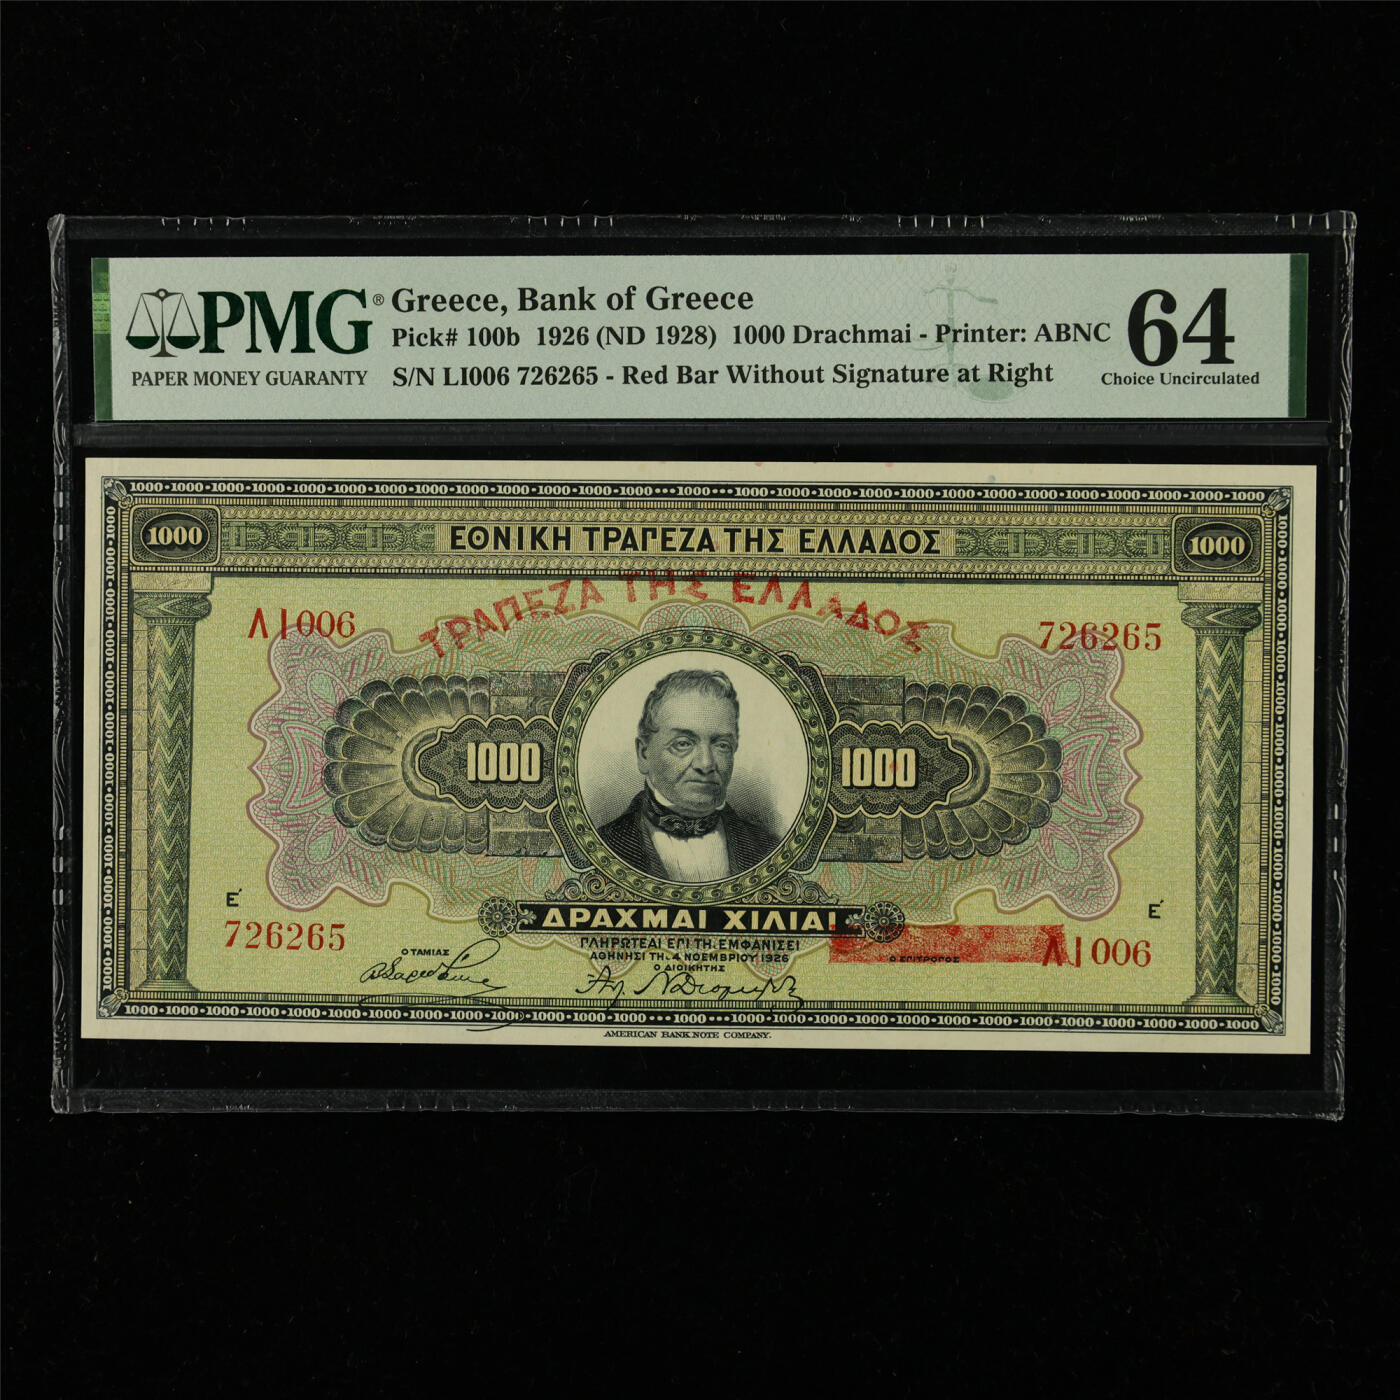 PMG®
PAPER MONEY GUARANTY
Greece, Bank of Greece
Pick# 100b 1926 (ND 1928) 1000 Drachmai - Printer: ABNC
S/N LI006 726265 - Red Bar Without Signature at Right
64
Choice Uncirculated
1000 ΕΘΝΙΚΗ ΤΡΑΠΕΖΑ ΤΗΣ ΕΛΛΑΔΟΣ 1000
ΤΡΑΠΕΖΑ ΤΗΣ ΕΛΛΑΔΟΣ
ΛΙ006 726265
1000 1000
Ε΄ Ε΄
ΔΡΑΧΜΑΙ ΧΙΛΙΑΙ
726265 ΛΙ006
ΠΛΗΡΩΤΕΑΙ ΕΠΙ ΤΗ ΕΜΦΑΝΙΣΕΙ
ΑΘΗΝΗΣΙ ΤΗ. 4 ΝΟΕΜΒΡΙΟΥ 1926
Ο ΤΑΜΙΑΣ Ο ΔΙΟΙΚΗΤΗΣ Ο ΕΠΙΤΡΟΠΟΣ
AMERICAN BANK NOTE COMPANY.